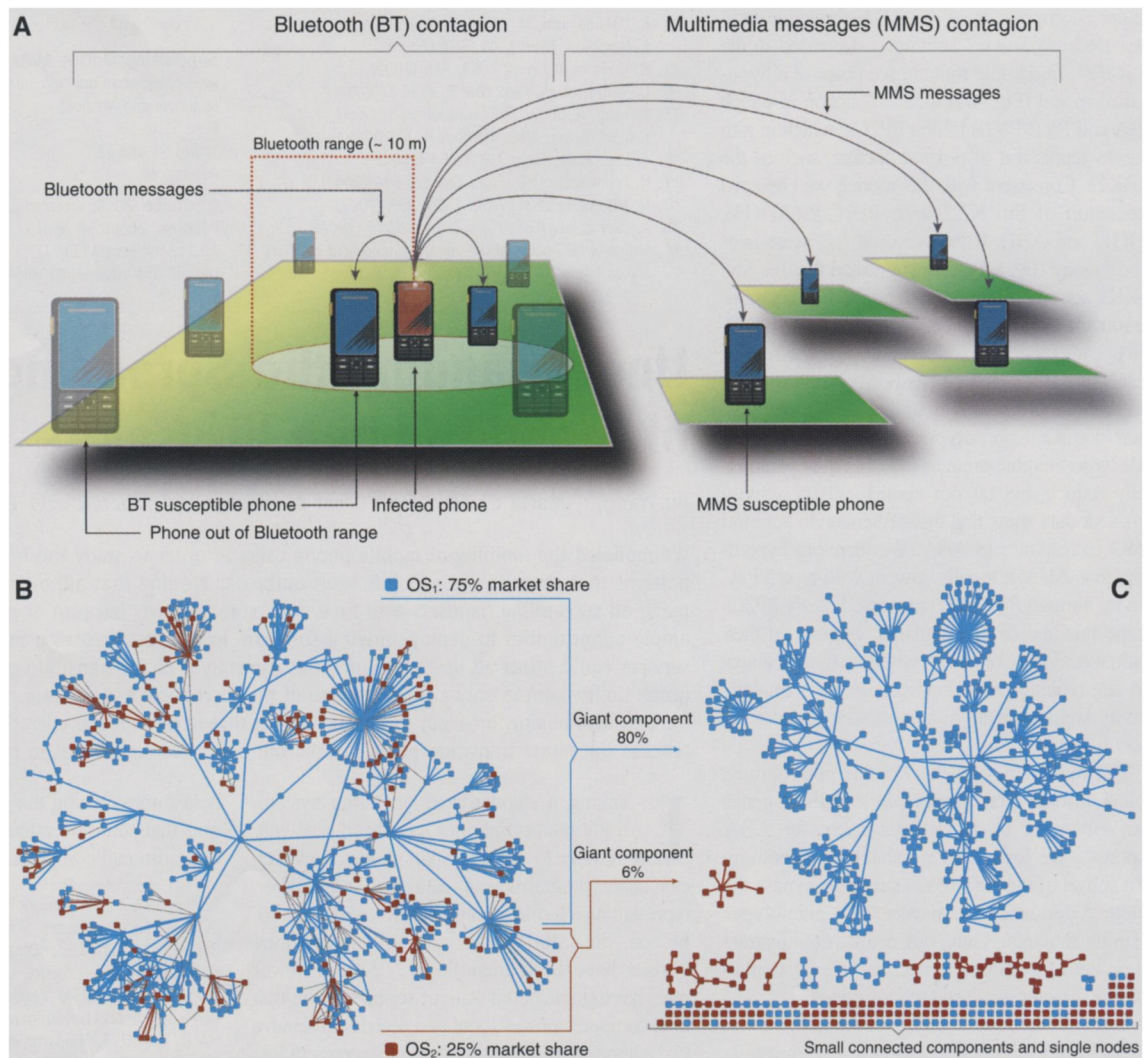 A
Bluetooth (BT) contagion
Multimedia messages (MMS) contagion
MMS messages
Bluetooth range (~ 10 m)
Bluetooth messages
BT susceptible phone
Infected phone
MMS susceptible phone
Phone out of Bluetooth range
B
OS₁: 75% market share
C
Giant component
80%
Giant component
6%
OS₂: 25% market share
Small connected components and single nodes